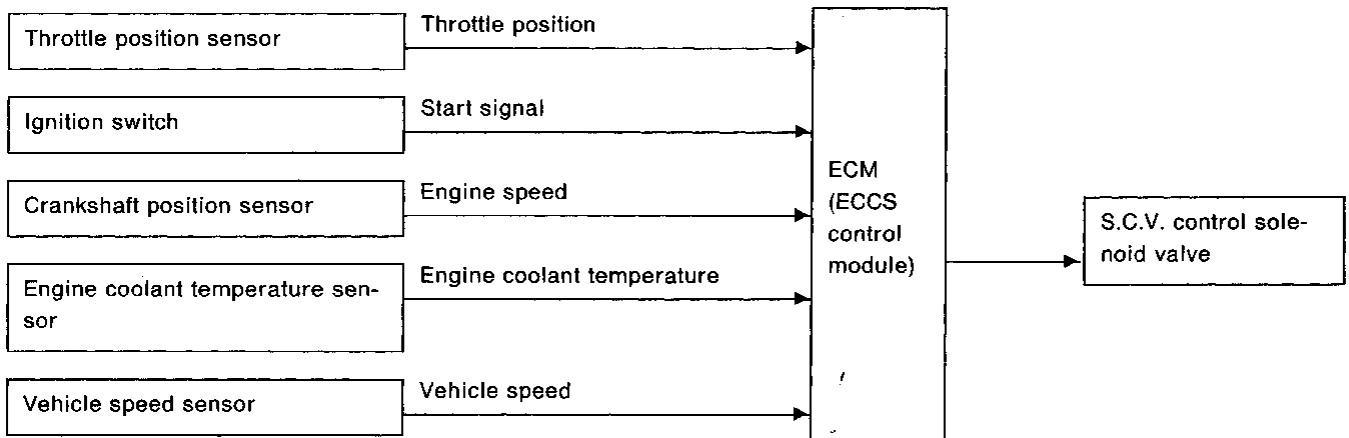 Throttle position sensor
Throttle position
Ignition switch
Start signal
Crankshaft position sensor
Engine speed
Engine coolant temperature sen-
sor
Engine coolant temperature
Vehicle speed sensor
Vehicle speed
ECM
(ECCS
control
module)
S.C.V. control sole-
noid valve